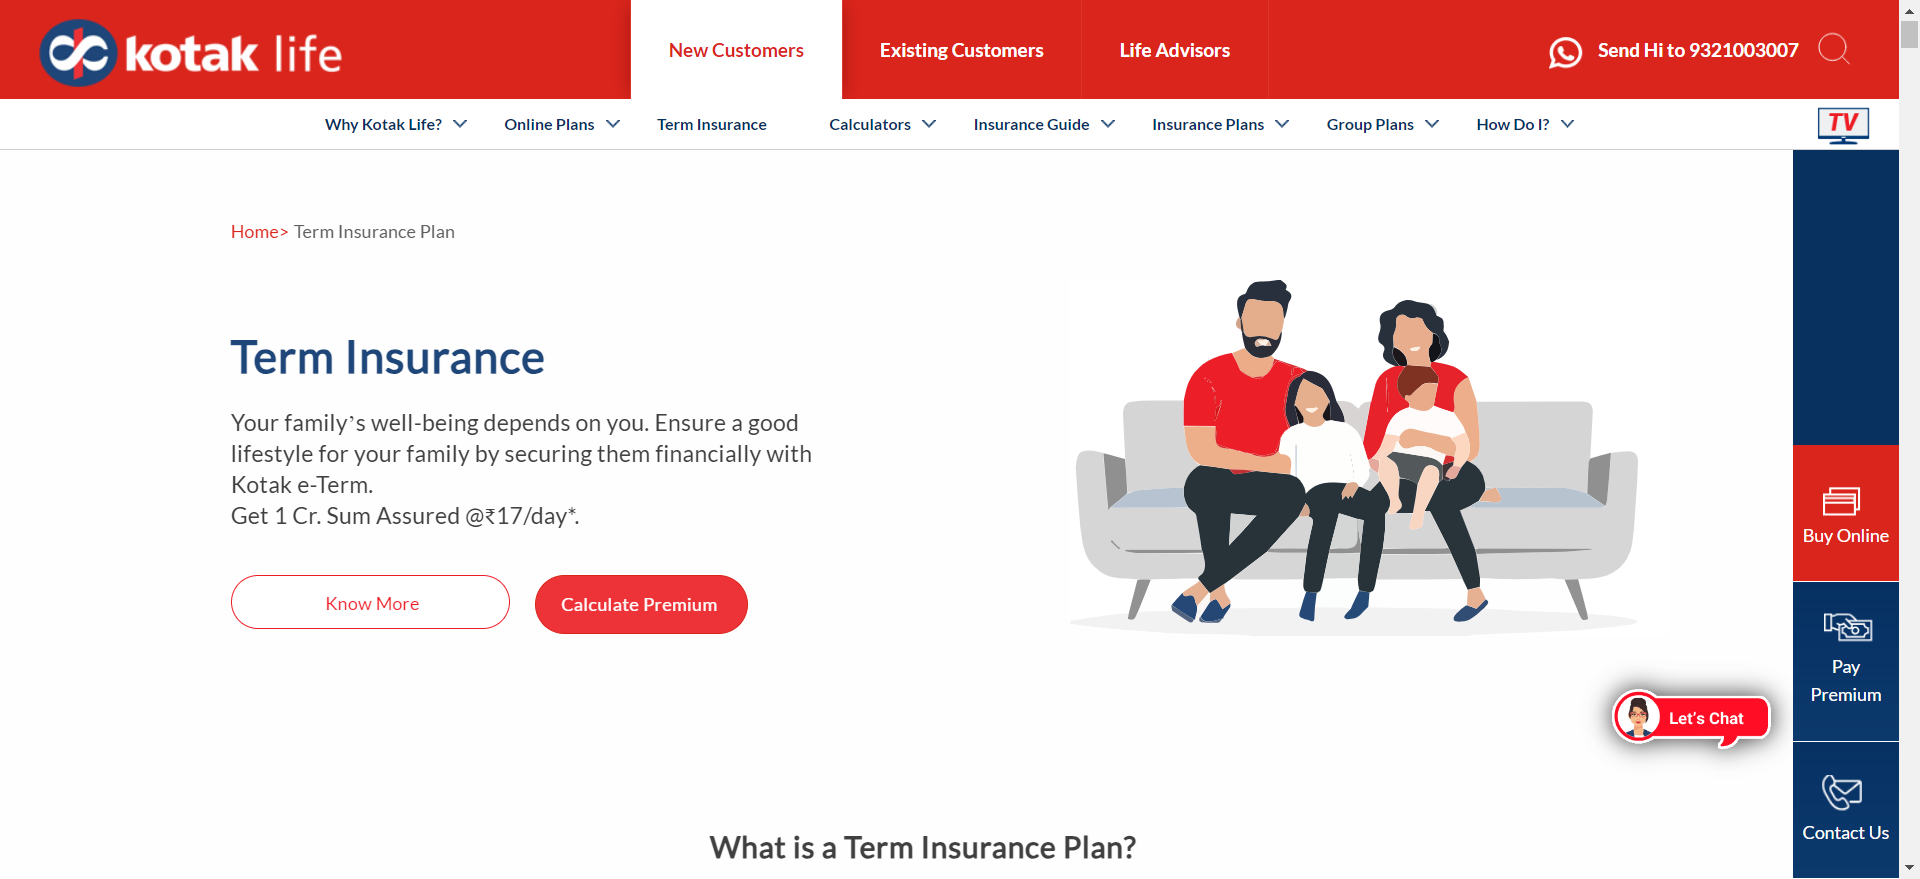 kotak life
New Customers
Existing Customers
Life Advisors
Send Hi to 9321003007
Why Kotak Life?
Online Plans
Term Insurance
Calculators
Insurance Guide
Insurance Plans
Group Plans
How Do I?
TV
Home> Term Insurance Plan
Term Insurance
Your family's well-being depends on you. Ensure a good
lifestyle for your family by securing them financially with
Kotak e-Term.
Get 1 Cr. Sum Assured @₹17/day*.
Know More
Calculate Premium
Buy Online
Pay
Premium
Let's Chat
Contact Us
What is a Term Insurance Plan?